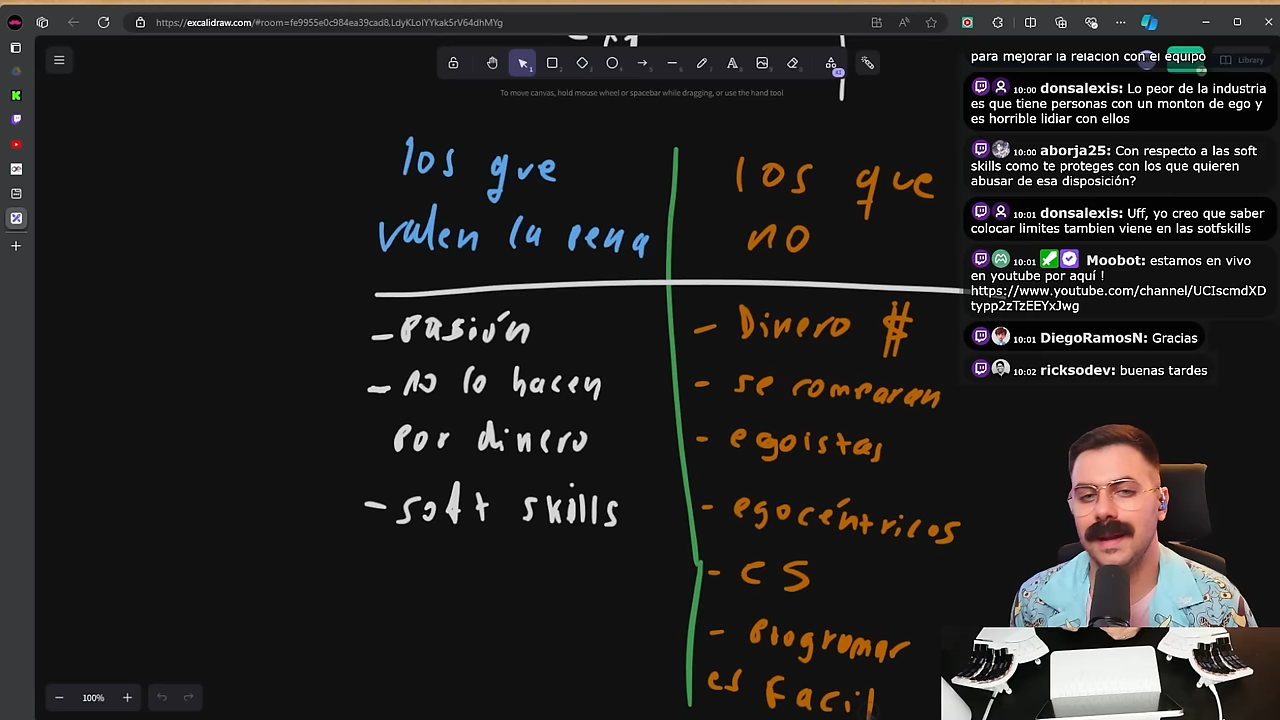 https://excalidraw.com/#room=fe9955e0c984ea39cad8,LdyKLolYYkak5rV64dhMYg
To move canvas, hold mouse wheel or spacebar while dragging, or use the hand tool
Library
los que
valen la pena
los que
no
- Pasión
- no lo hacen
por dinero
- soft skills
- Dinero $
- se comparan
- egoistas
- egocéntricos
- CS
- Programar
es facil
100%
para mejorar la relacion con el equipo
10:00 donsalexis: Lo peor de la industria
es que tiene personas con un monton de ego y
es horrible lidiar con ellos
10:00 aborja25: Con respecto a las soft
skills como te proteges con los que quieren
abusar de esa disposición?
10:01 donsalexis: Uff, yo creo que saber
colocar limites tambien viene en las sotfskills
10:01 Moobot: estamos en vivo
en youtube por aquí !
https://www.youtube.com/channel/UCIscmdXD
typp2zTzEEYxJwg
10:01 DiegoRamosN: Gracias
10:02 ricksodev: buenas tardes